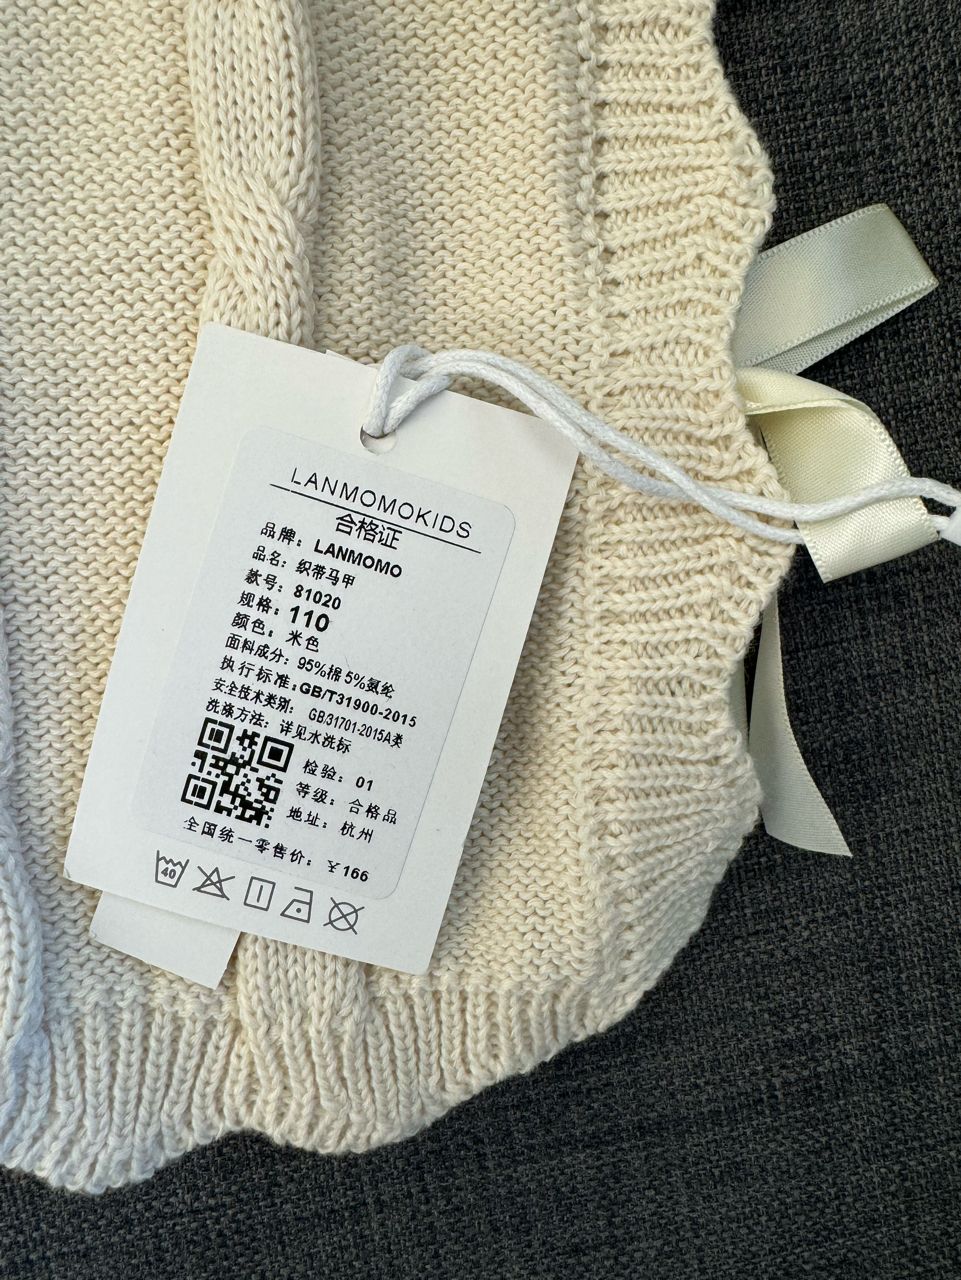 LANMOMOKIDS
合格证
品牌：LANMOMO
品名：织带马甲
款号：81020
规格：110
颜色：米色
面料成分：95%棉 5%氨纶
执行标准：GB/T31900-2015
安全技术类别：GB/31701-2015A类
洗涤方法：详见水洗标
检验：01
等级：合格品
地址：杭州
全国统一零售价：￥166
40